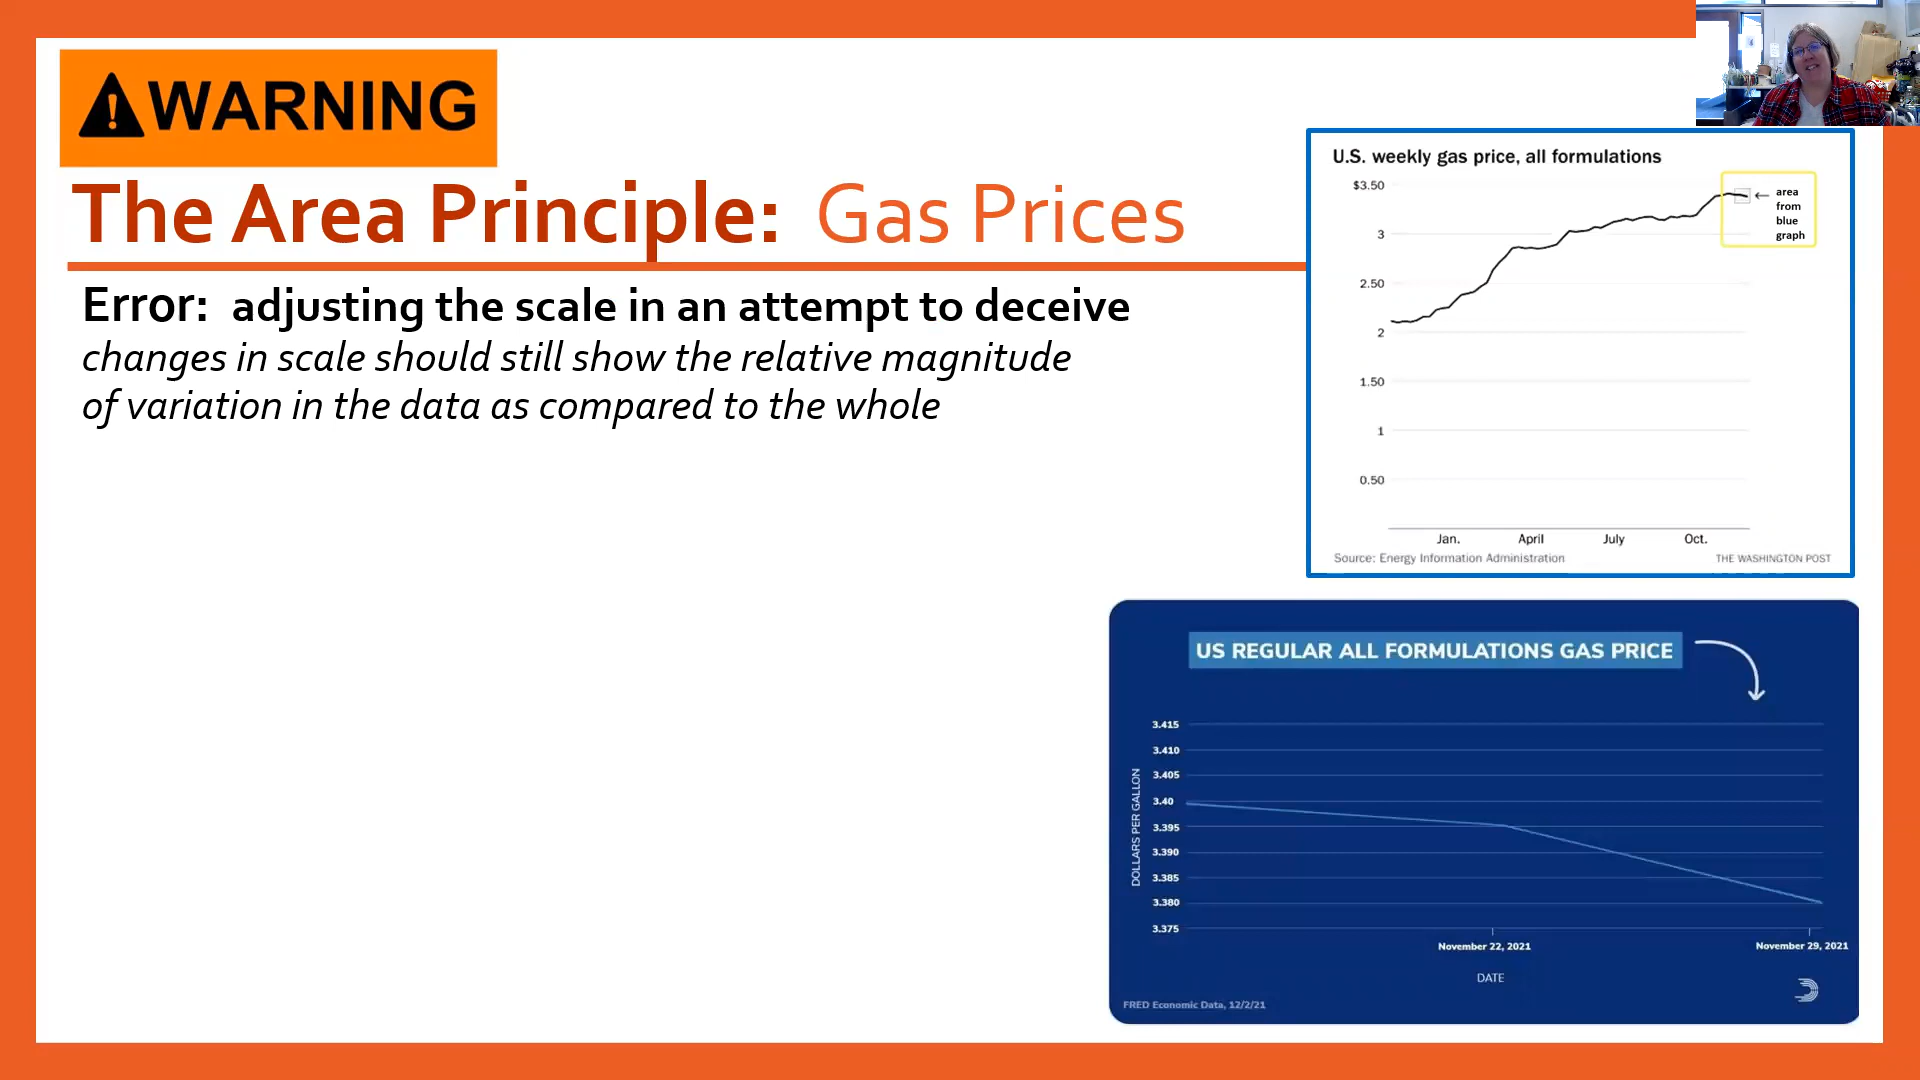 WARNING
The Area Principle: Gas Prices
Error: adjusting the scale in an attempt to deceive
changes in scale should still show the relative magnitude
of variation in the data as compared to the whole
U.S. weekly gas price, all formulations
$3.50
3
2.50
2
1.50
1
0.50
area
from
blue
graph
Jan. April July Oct.
Source: Energy Information Administration THE WASHINGTON POST
US REGULAR ALL FORMULATIONS GAS PRICE
DOLLARS PER GALLON
3.415
3.410
3.405
3.40
3.395
3.390
3.385
3.380
3.375
November 22, 2021 November 29, 2021
DATE
FRED Economic Data, 12/2/21